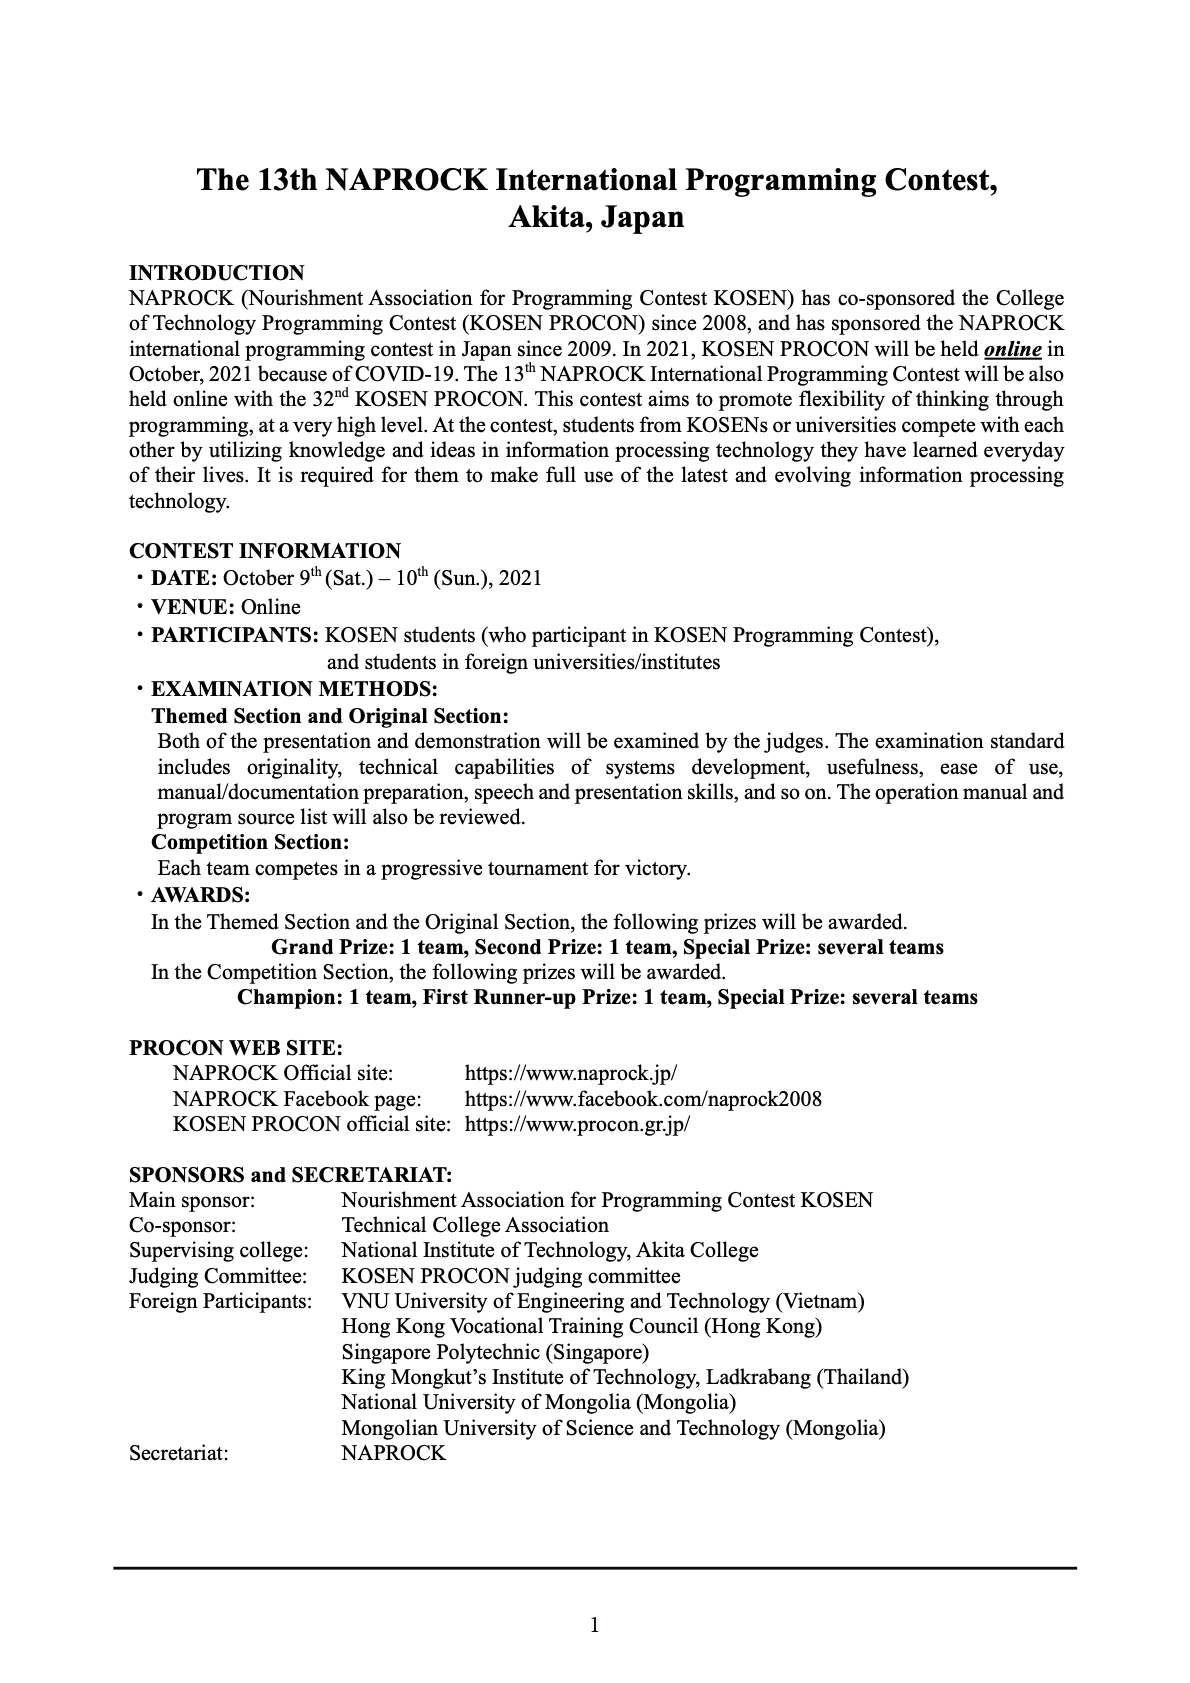 The 13th NAPROCK International Programming Contest,
Akita, Japan
INTRODUCTION
NAPROCK (Nourishment Association for Programming Contest KOSEN) has co-sponsored the College
of Technology Programming Contest (KOSEN PROCON) since 2008, and has sponsored the NAPROCK
international programming contest in Japan since 2009. In 2021, KOSEN PROCON will be held online in
October, 2021 because of COVID-19. The 13th NAPROCK International Programming Contest will be also
held online with the 32nd KOSEN PROCON. This contest aims to promote flexibility of thinking through
programming, at a very high level. At the contest, students from KOSENs or universities compete with each
other by utilizing knowledge and ideas in information processing technology they have learned everyday
of their lives. It is required for them to make full use of the latest and evolving information processing
technology.
CONTEST INFORMATION
・DATE: October 9th (Sat.) – 10th (Sun.), 2021
・VENUE: Online
・PARTICIPANTS: KOSEN students (who participant in KOSEN Programming Contest),
and students in foreign universities/institutes
・EXAMINATION METHODS:
Themed Section and Original Section:
Both of the presentation and demonstration will be examined by the judges. The examination standard
includes originality, technical capabilities of systems development, usefulness, ease of use,
manual/documentation preparation, speech and presentation skills, and so on. The operation manual and
program source list will also be reviewed.
Competition Section:
Each team competes in a progressive tournament for victory.
・AWARDS:
In the Themed Section and the Original Section, the following prizes will be awarded.
Grand Prize: 1 team, Second Prize: 1 team, Special Prize: several teams
In the Competition Section, the following prizes will be awarded.
Champion: 1 team, First Runner-up Prize: 1 team, Special Prize: several teams
PROCON WEB SITE:
NAPROCK Official site: https://www.naprock.jp/
NAPROCK Facebook page: https://www.facebook.com/naprock2008
KOSEN PROCON official site: https://www.procon.gr.jp/
SPONSORS and SECRETARIAT:
Main sponsor: Nourishment Association for Programming Contest KOSEN
Co-sponsor: Technical College Association
Supervising college: National Institute of Technology, Akita College
Judging Committee: KOSEN PROCON judging committee
Foreign Participants: VNU University of Engineering and Technology (Vietnam)
Hong Kong Vocational Training Council (Hong Kong)
Singapore Polytechnic (Singapore)
King Mongkut’s Institute of Technology, Ladkrabang (Thailand)
National University of Mongolia (Mongolia)
Mongolian University of Science and Technology (Mongolia)
Secretariat: NAPROCK
1